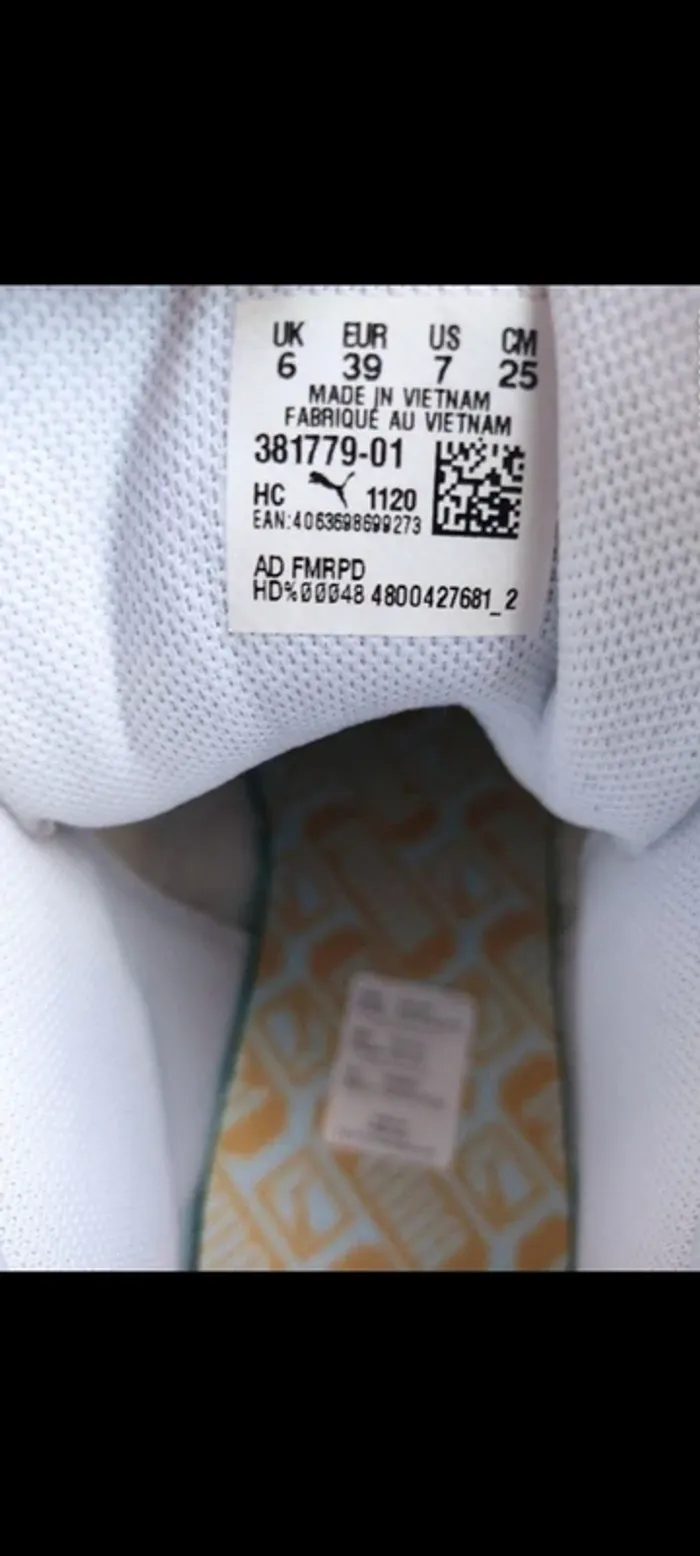 UK EUR US CM
6 39 7 25
MADE IN VIETNAM
FABRIQUÉ AU VIETNAM
381779-01
HC 1120
EAN:4063698699273
AD FMRPD
HD%00048 4800427681_2